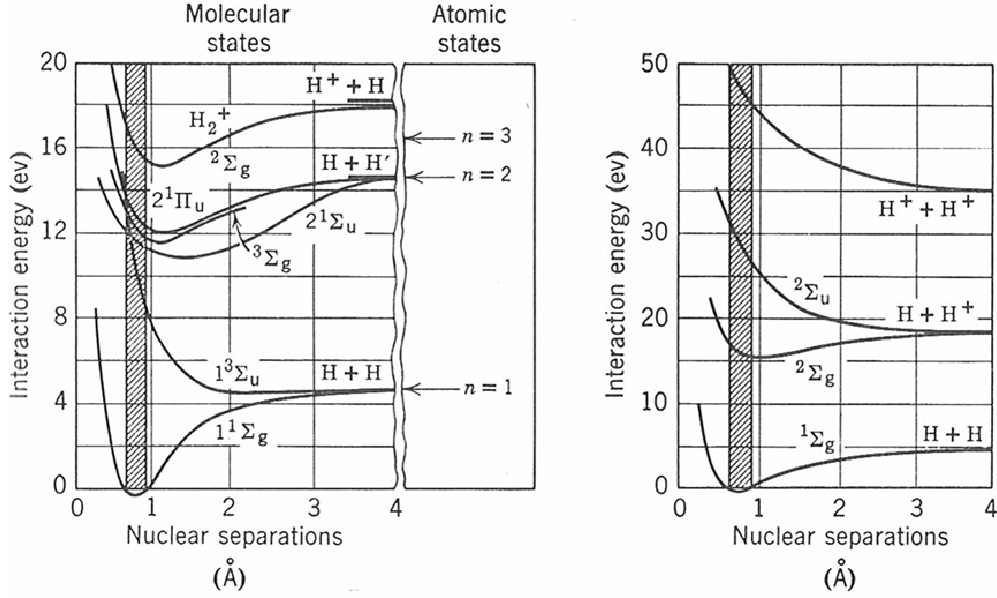 Molecular
states
Atomic
states
20
16
12
8
4
0
Interaction energy (ev)
H⁺ + H
H₂⁺
²Σg
n = 3
H + H′
n = 2
2¹Πu
2¹Σu
³Σg
1³Σu
H + H
n = 1
1¹Σg
0
1
2
3
4
Nuclear separations
(Å)
50
40
30
20
10
0
Interaction energy (ev)
H⁺ + H⁺
²Σu
H + H⁺
²Σg
¹Σg
H + H
0
1
2
3
4
Nuclear separations
(Å)